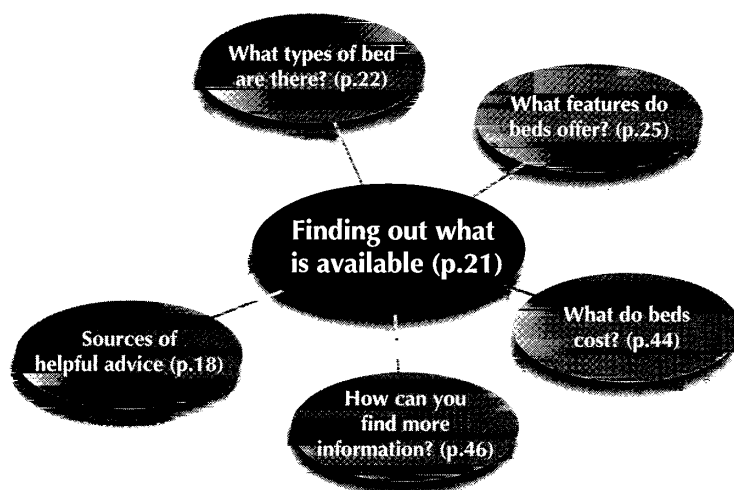 What types of bed
are there? (p.22)
What features do
beds offer? (p.25)
Finding out what
is available (p.21)
What do beds
cost? (p.44)
Sources of
helpful advice (p.18)
How can you
find more
information? (p.46)